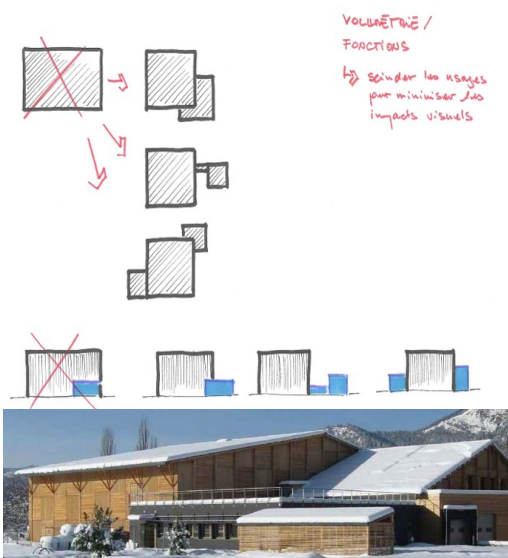 VOLUMÉTRIE /
FONCTIONS
↳ scinder les usages
pour minimiser les
impacts visuels